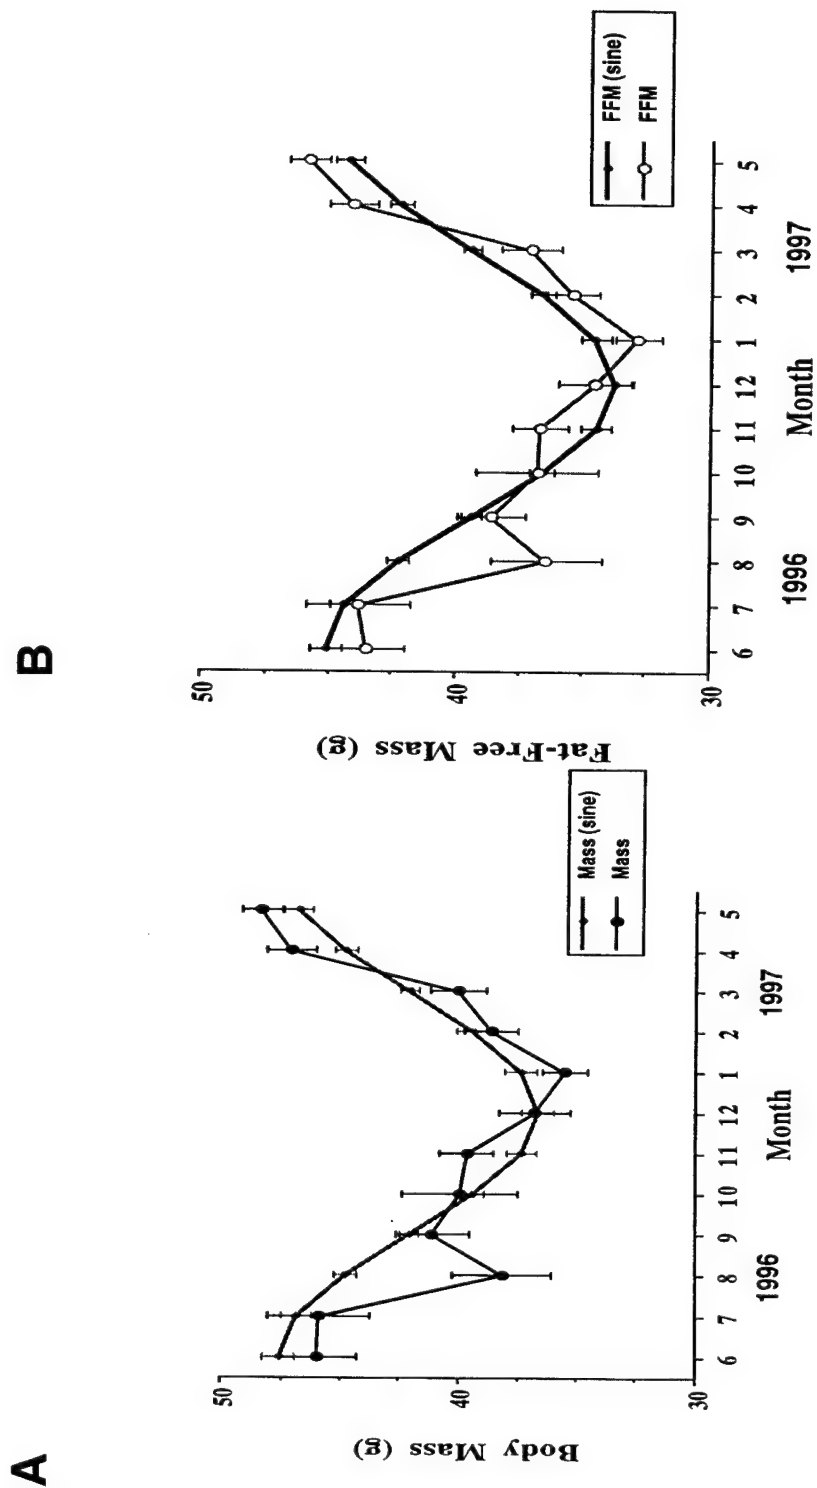 A
Body Mass (g)
50
40
30
6 7 8 9 10 11 12 1 2 3 4 5
1996 1997
Month
Mass (sine)
Mass
B
Fat-Free Mass (g)
50
40
30
6 7 8 9 10 11 12 1 2 3 4 5
1996 1997
Month
FFM (sine)
FFM